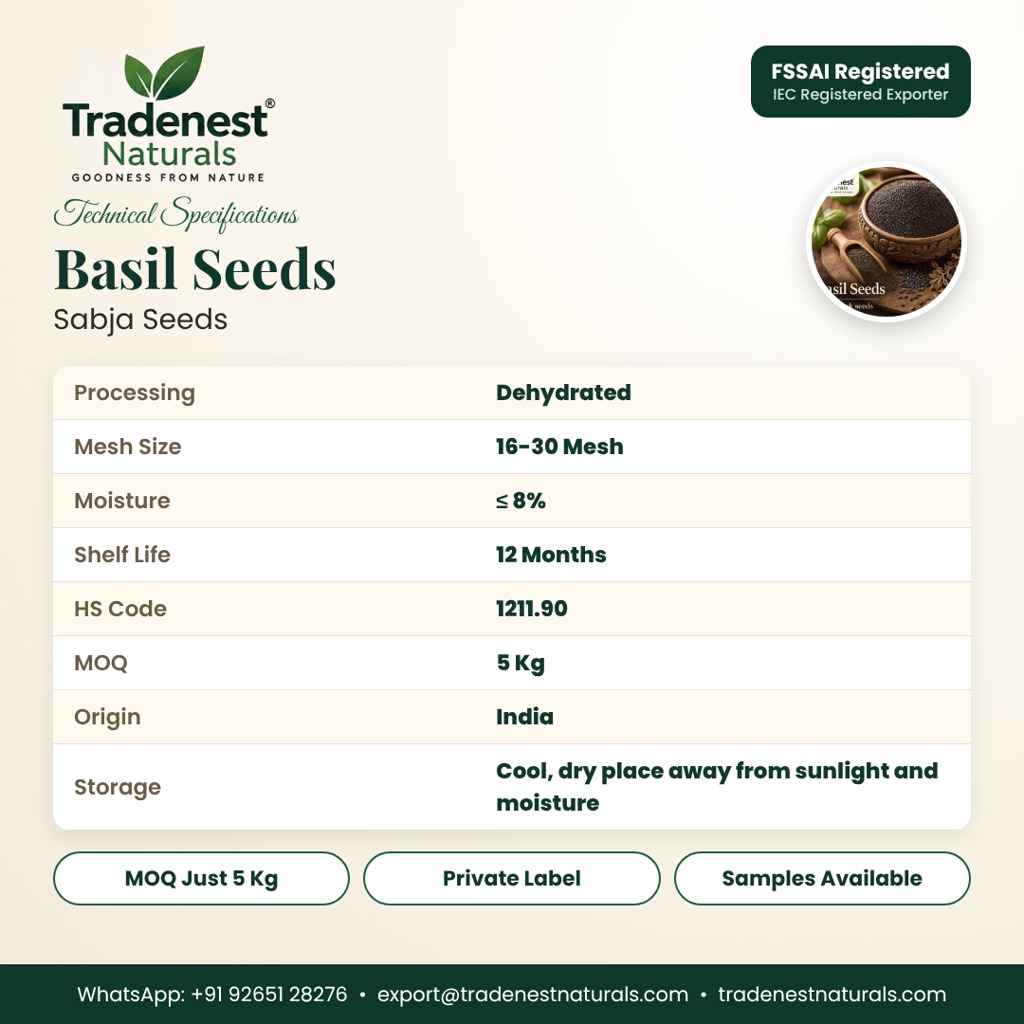 Tradenest®
Naturals
GOODNESS FROM NATURE
FSSAI Registered
IEC Registered Exporter
Technical Specifications
Basil Seeds
Sabja Seeds
asil Seeds
seeds
Processing Dehydrated
Mesh Size 16-30 Mesh
Moisture ≤ 8%
Shelf Life 12 Months
HS Code 1211.90
MOQ 5 Kg
Origin India
Storage Cool, dry place away from sunlight and
moisture
MOQ Just 5 Kg
Private Label
Samples Available
WhatsApp: +91 92651 28276 • export@tradenestnaturals.com • tradenestnaturals.com